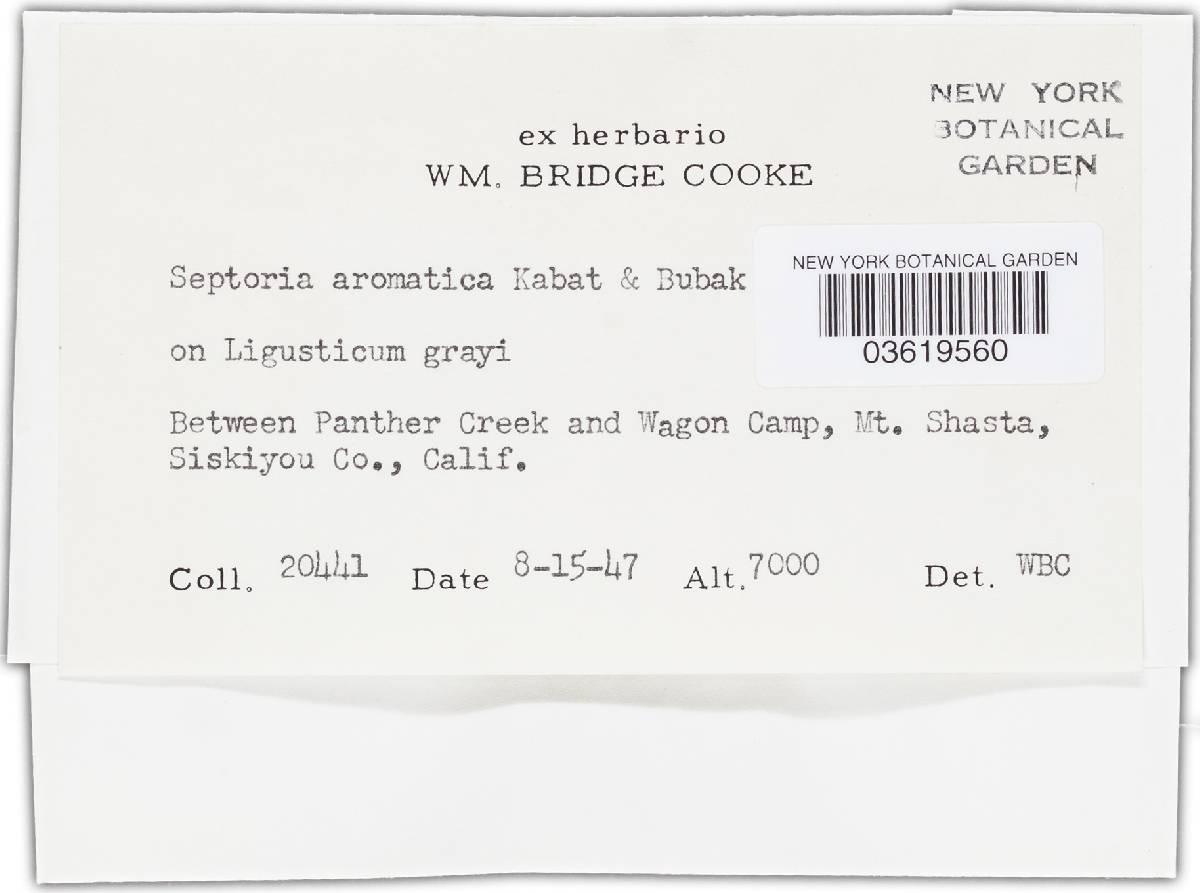 NEW YORK
BOTANICAL
GARDEN
ex herbario
WM. BRIDGE COOKE
Septoria aromatica Kabat & Bubak
NEW YORK BOTANICAL GARDEN
03619560
on Ligusticum grayi
Between Panther Creek and Wagon Camp, Mt. Shasta,
Siskiyou Co., Calif.
Coll. 20441 Date 8-15-47 Alt. 7000 Det. WBC